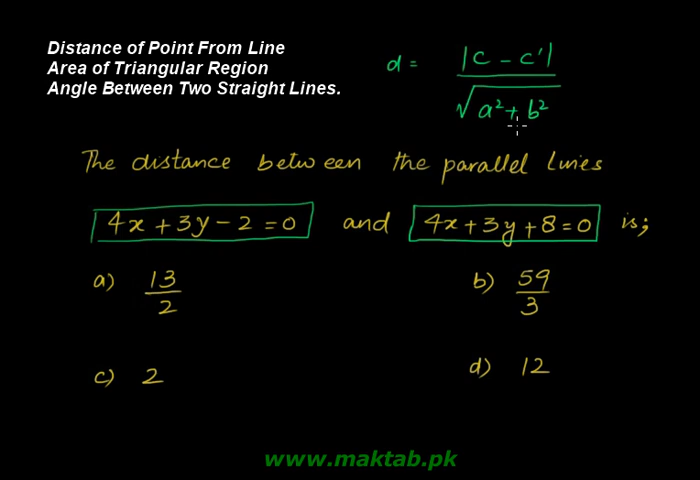 Distance of Point From Line
Area of Triangular Region
Angle Between Two Straight Lines.
d = |c - c'| / √(a² + b²)
The distance between the parallel lines
4x + 3y - 2 = 0 and 4x + 3y + 8 = 0 is;
a) 13/2 b) 59/3
c) 2 d) 12
www.maktab.pk